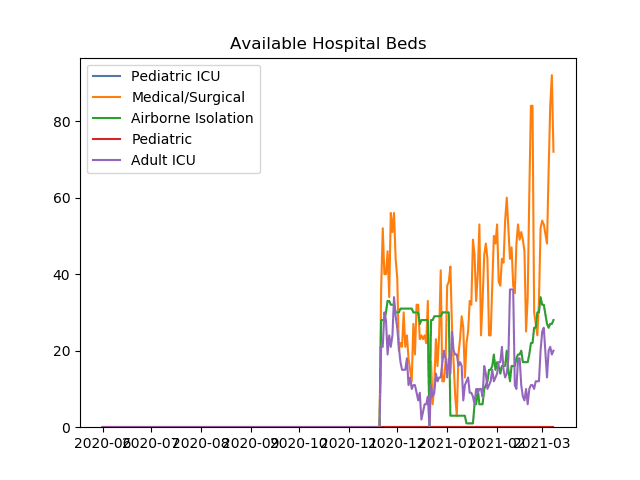 Available Hospital Beds
Pediatric ICU
Medical/Surgical
Airborne Isolation
Pediatric
Adult ICU
80
60
40
20
0
2020-06 2020-07 2020-08 2020-09 2020-10 2020-11 2020-12 2021-01 2021-02 2021-03